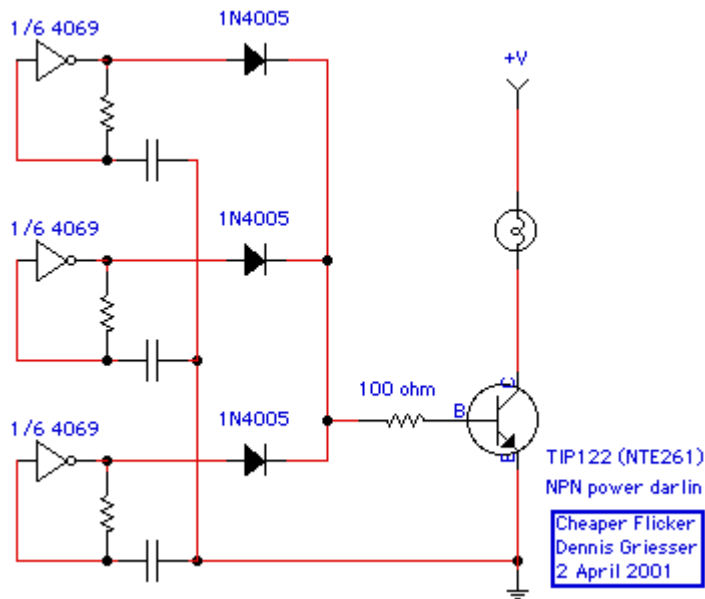 1/6 4069
1N4005
+V
1/6 4069
1N4005
100 ohm
B
C
E
1/6 4069
1N4005
TIP122 (NTE261)
NPN power darlin
Cheaper Flicker
Dennis Griesser
2 April 2001